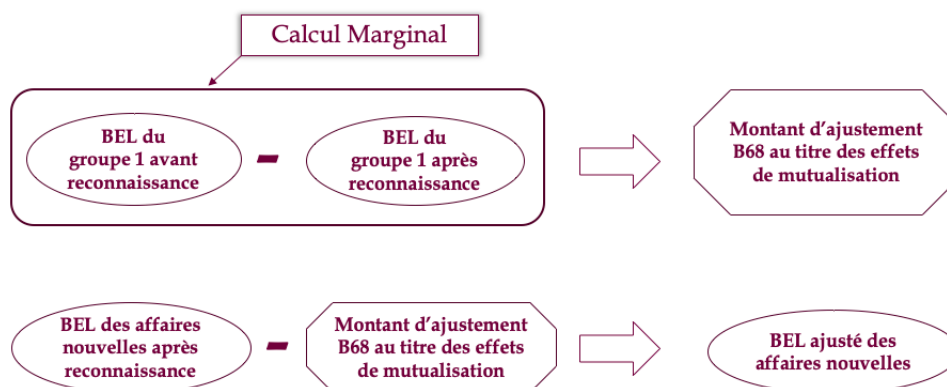 Calcul Marginal
BEL du
groupe 1 avant
reconnaissance
-
BEL du
groupe 1 après
reconnaissance
Montant d'ajustement
B68 au titre des effets
de mutualisation
BEL des affaires
nouvelles après
reconnaissance
-
Montant d'ajustement
B68 au titre des effets
de mutualisation
BEL ajusté des
affaires nouvelles